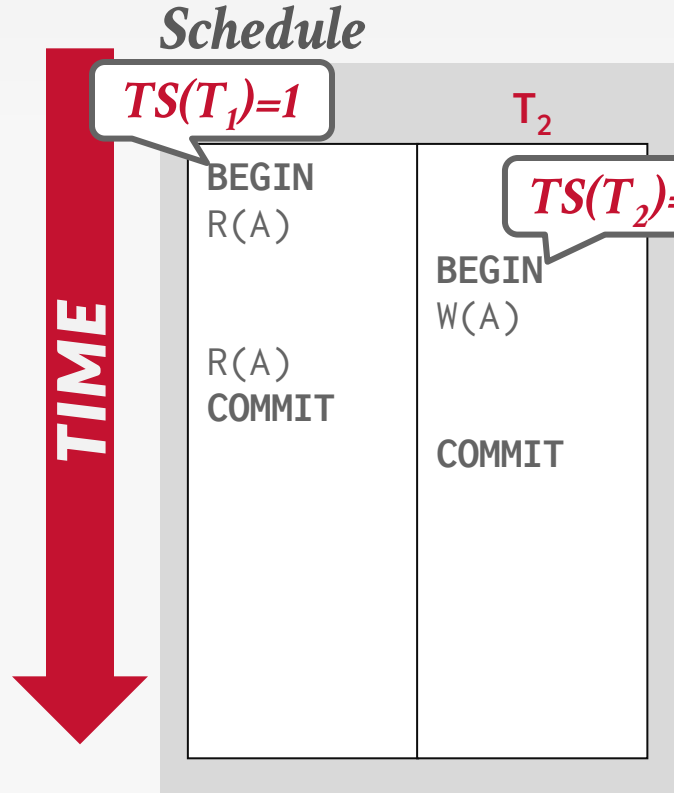 Schedule
TS(T1)=1
T2
BEGIN
TS(T2)=
R(A)
BEGIN
W(A)
R(A)
COMMIT
COMMIT
TIME